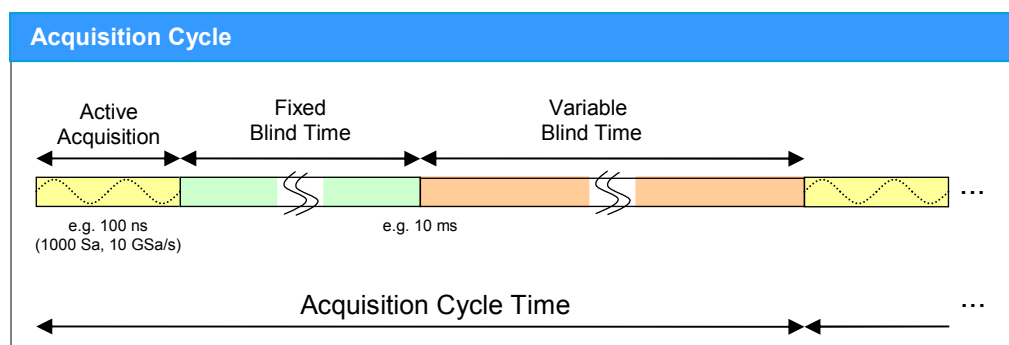 Acquisition Cycle
Active
Acquisition
Fixed
Blind Time
Variable
Blind Time
...
e.g. 100 ns
(1000 Sa, 10 GSa/s)
e.g. 10 ms
Acquisition Cycle Time
...